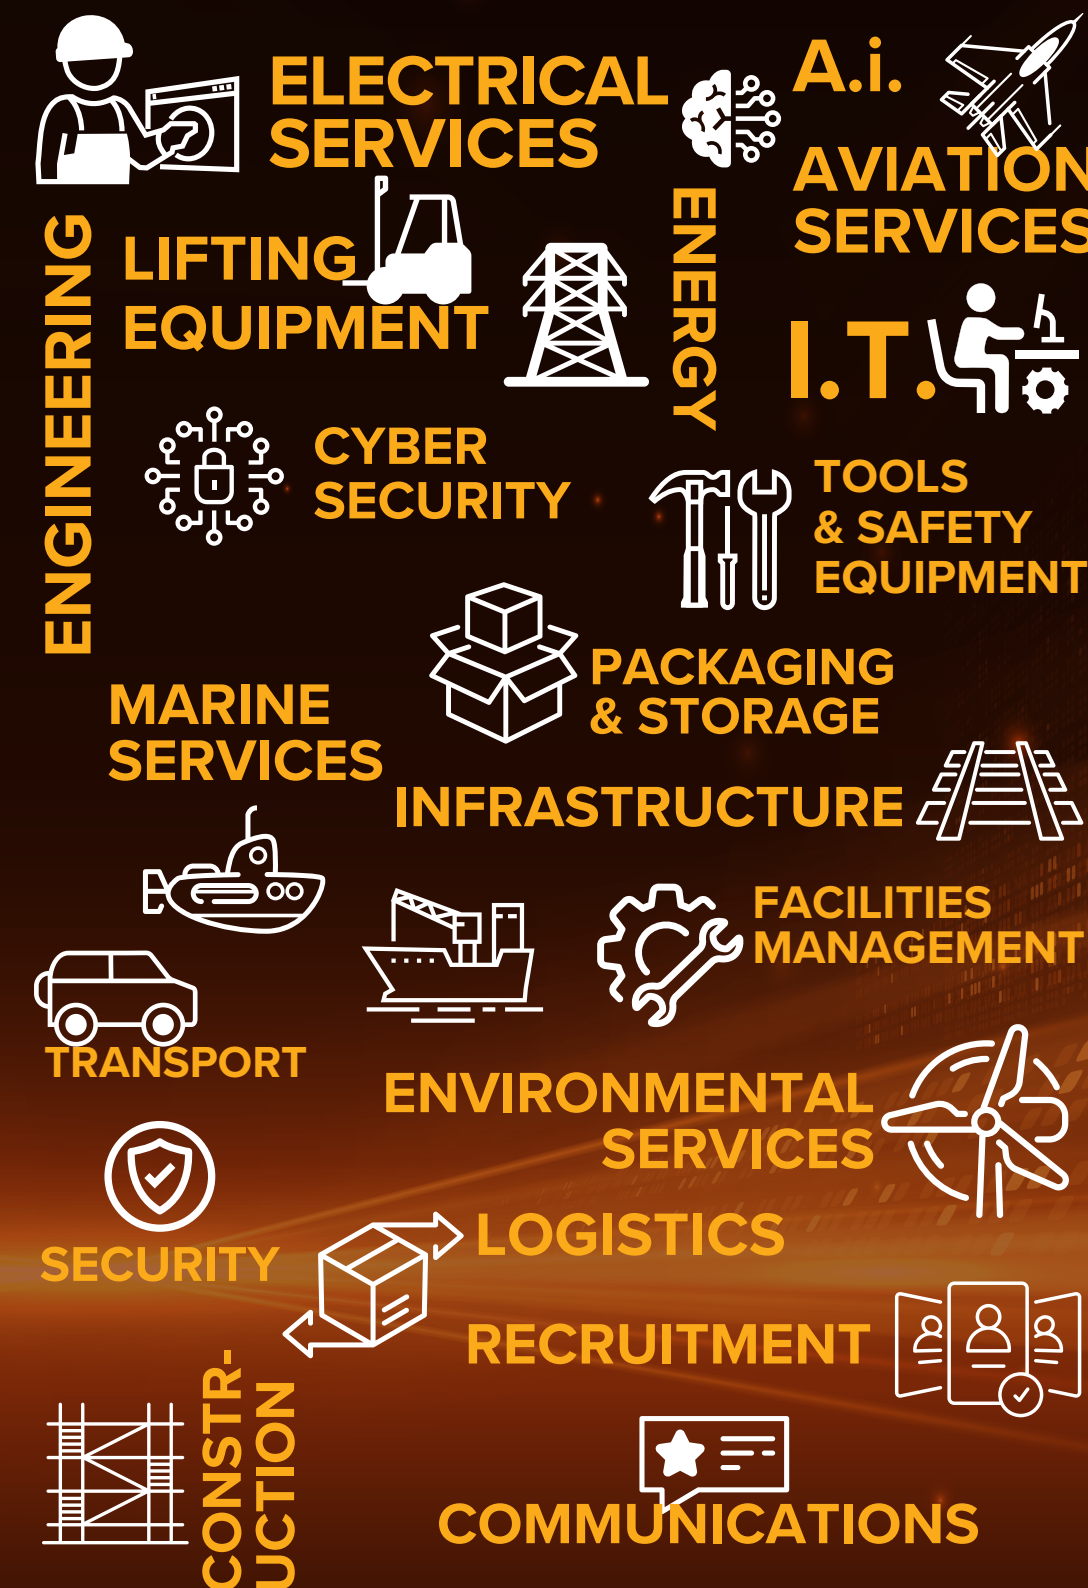 ELECTRICAL
SERVICES
A.i.
AVIATION
SERVICES
ENGINEERING
LIFTING
EQUIPMENT
ENERGY
I.T.
CYBER
SECURITY
TOOLS
& SAFETY
EQUIPMENT
PACKAGING
& STORAGE
MARINE
SERVICES
INFRASTRUCTURE
FACILITIES
MANAGEMENT
TRANSPORT
ENVIRONMENTAL
SERVICES
SECURITY
LOGISTICS
RECRUITMENT
CONSTR-
UCTION
COMMUNICATIONS